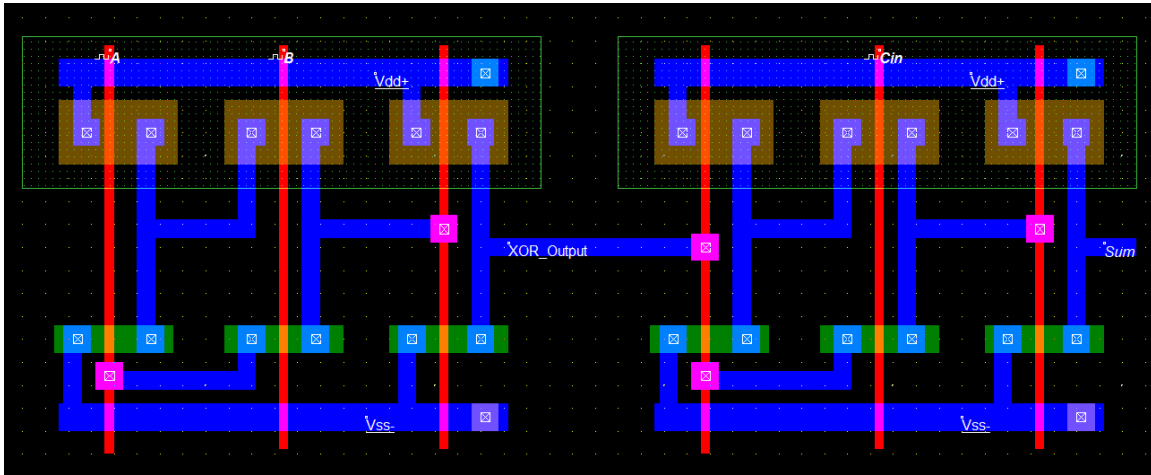 A
B
Vdd+
Cin
Vdd+
XOR_Output
Sum
Vss-
Vss-